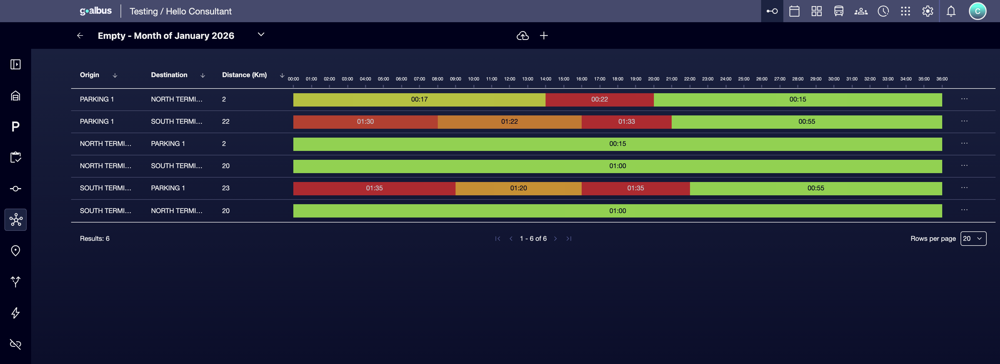 goalbus
Testing / Hello Consultant
C
Empty - Month of January 2026
Origin Destination Distance (Km)
00:00 01:00 02:00 03:00 04:00 05:00 06:00 07:00 08:00 09:00 10:00 11:00 12:00 13:00 14:00 15:00 16:00 17:00 18:00 19:00 20:00 21:00 22:00 23:00 24:00 25:00 26:00 27:00 28:00 29:00 30:00 31:00 32:00 33:00 34:00 35:00 36:00
PARKING 1 NORTH TERMI... 2 00:17 00:22 00:15 ...
PARKING 1 SOUTH TERMI... 22 01:30 01:22 01:33 00:55 ...
NORTH TERMI... PARKING 1 2 00:15 ...
NORTH TERMI... SOUTH TERMI... 20 01:00 ...
SOUTH TERMI... PARKING 1 23 01:35 01:20 01:35 00:55 ...
SOUTH TERMI... NORTH TERMI... 20 01:00 ...
Results: 6 1 - 6 of 6 Rows per page 20
P